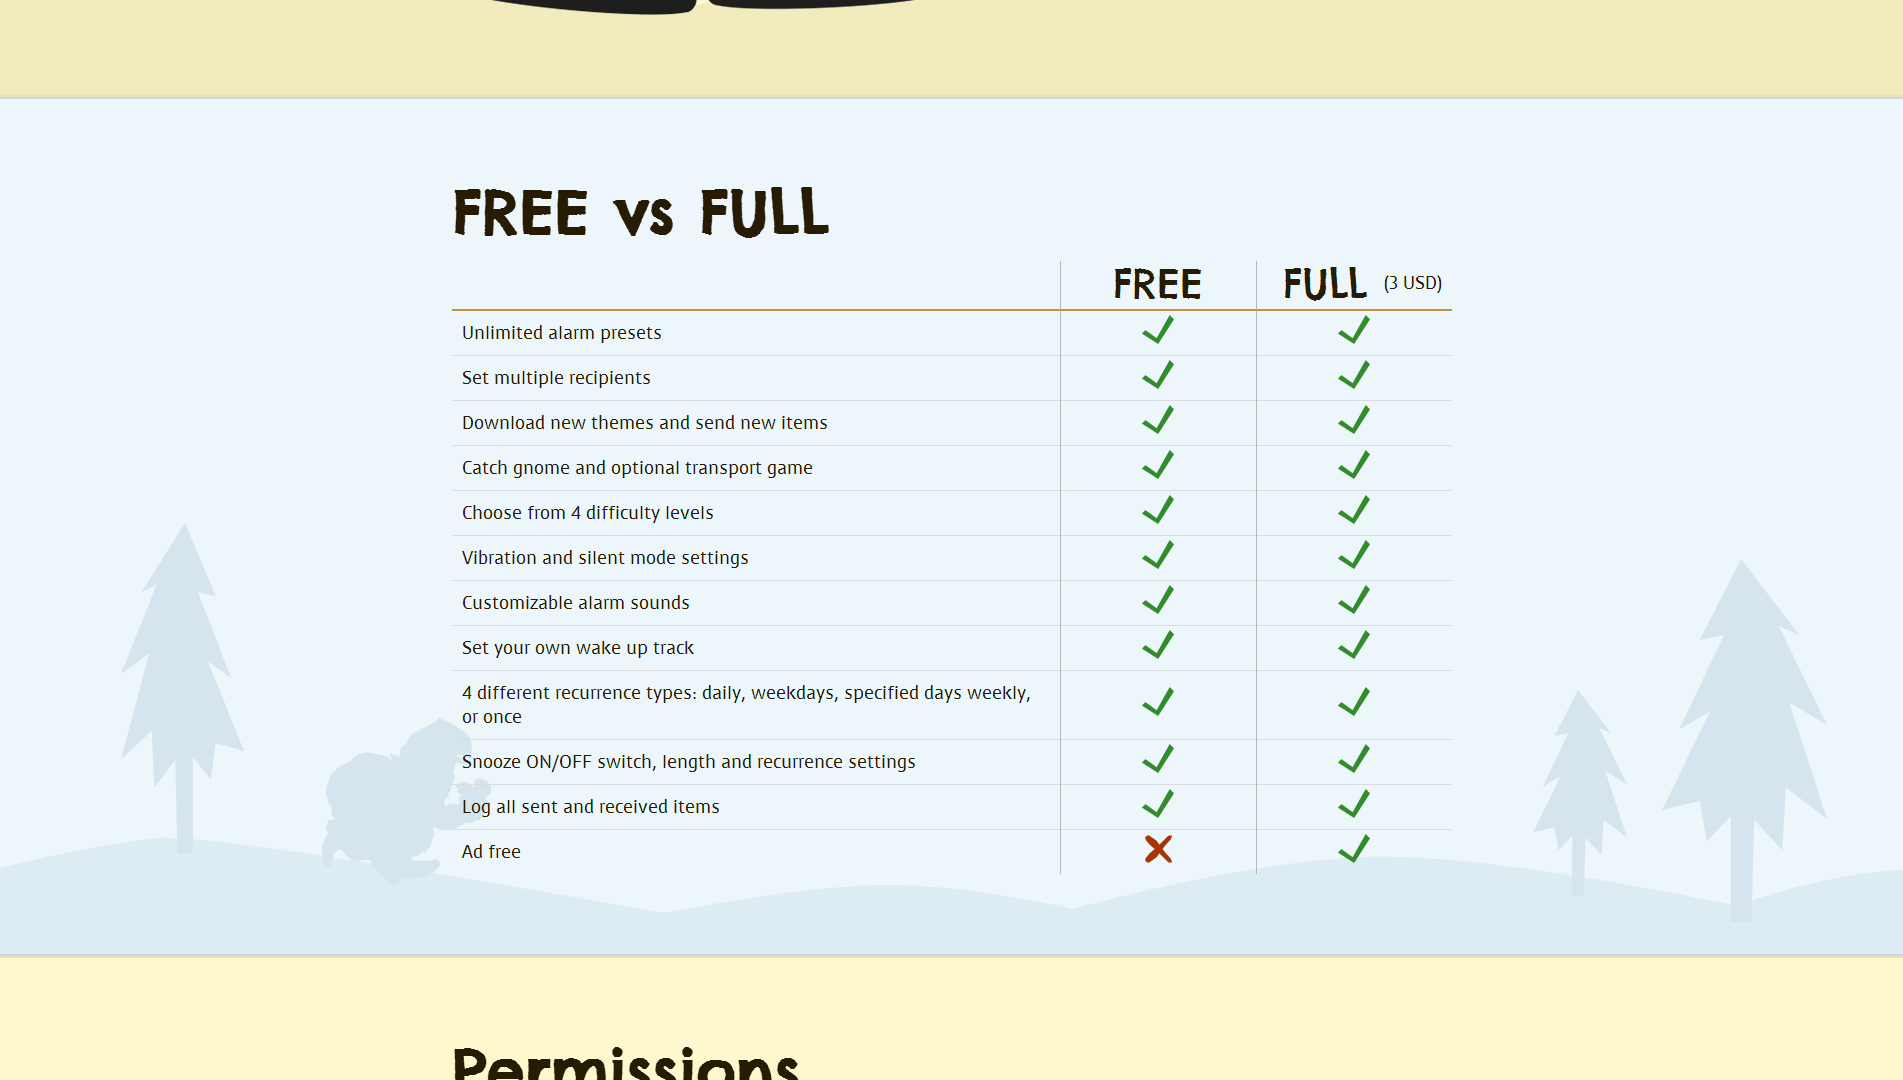 FREE vs FULL
FREE FULL (3 USD)
Unlimited alarm presets
Set multiple recipients
Download new themes and send new items
Catch gnome and optional transport game
Choose from 4 difficulty levels
Vibration and silent mode settings
Customizable alarm sounds
Set your own wake up track
4 different recurrence types: daily, weekdays, specified days weekly,
or once
Snooze ON/OFF switch, length and recurrence settings
Log all sent and received items
Ad free
Permissions